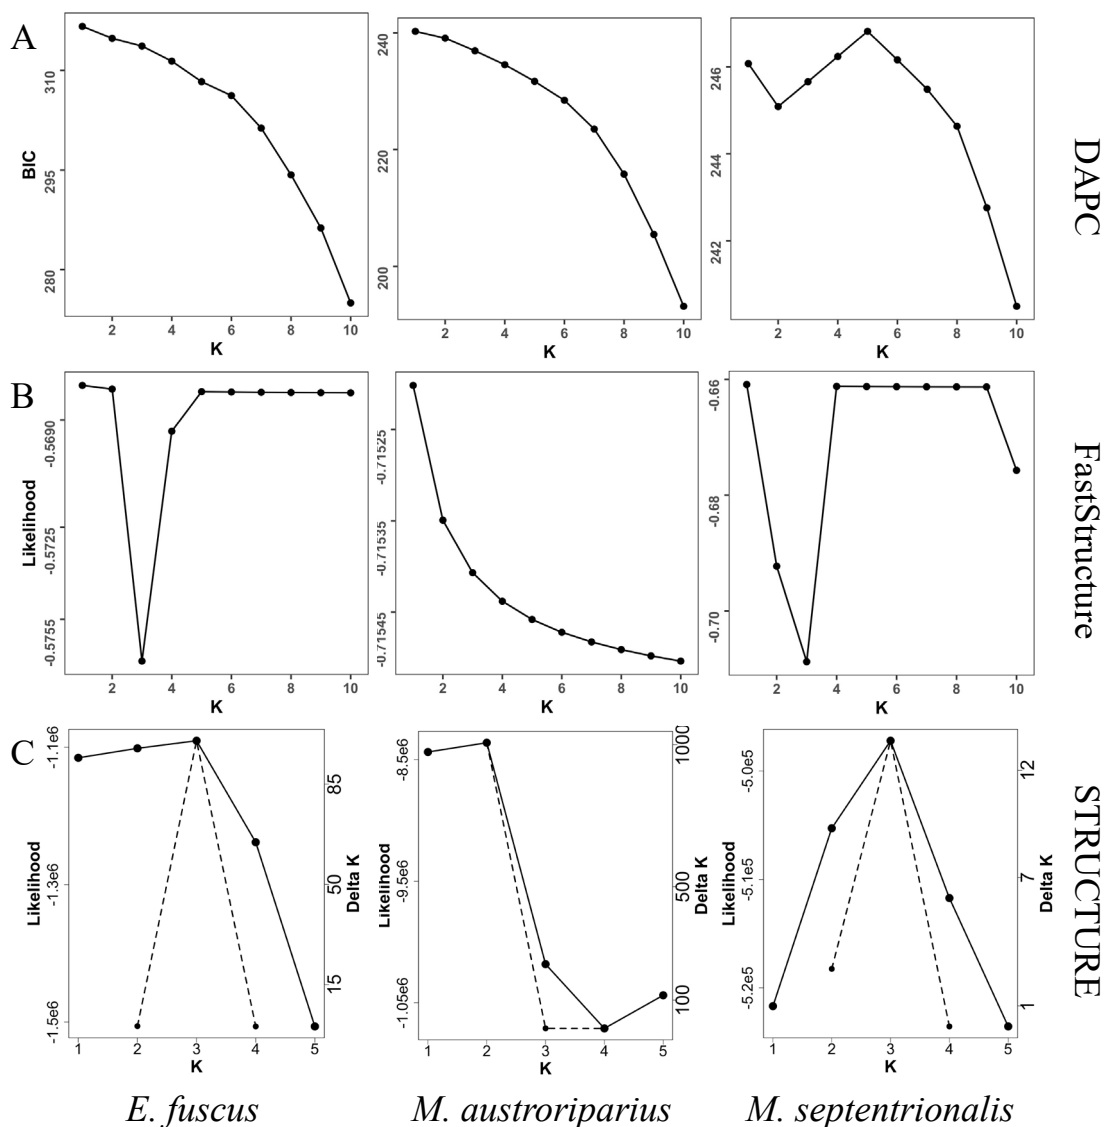 A
BIC
310
295
280
2
4
6
8
10
K
240
220
200
2
4
6
8
10
K
246
244
242
2
4
6
8
10
K
DAPC
B
Likelihood
-0.5690
-0.5725
-0.5755
2
4
6
8
10
K
-0.71525
-0.71535
-0.71545
2
4
6
8
10
K
-0.66
-0.68
-0.70
2
4
6
8
10
K
FastStructure
C
Likelihood
-1.1e6
-1.3e6
-1.5e6
1
2
3
4
5
K
85
50
15
Delta K
Likelihood
-8.5e6
-9.5e6
-1.05e6
1
2
3
4
5
K
1000
500
100
Delta K
Likelihood
-5.0e5
-5.1e5
-5.2e5
1
2
3
4
5
K
12
7
1
Delta K
STRUCTURE
E. fuscus
M. austroriparius
M. septentrionalis